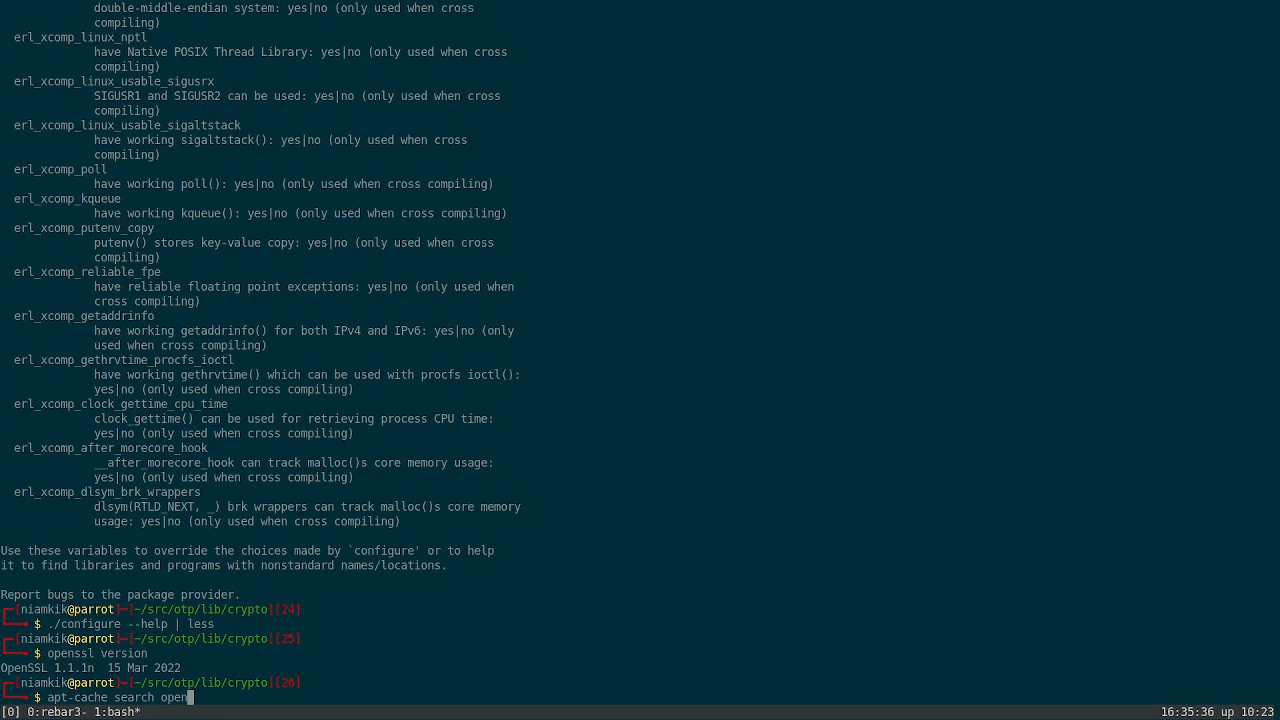 double-middle-endian system: yes|no (only used when cross
compiling)
erl_xcomp_linux_nptl
have Native POSIX Thread Library: yes|no (only used when cross
compiling)
erl_xcomp_linux_usable_sigusrx
SIGUSR1 and SIGUSR2 can be used: yes|no (only used when cross
compiling)
erl_xcomp_linux_usable_sigaltstack
have working sigaltstack(): yes|no (only used when cross
compiling)
erl_xcomp_poll
have working poll(): yes|no (only used when cross compiling)
erl_xcomp_kqueue
have working kqueue(): yes|no (only used when cross compiling)
erl_xcomp_putenv_copy
putenv() stores key-value copy: yes|no (only used when cross
compiling)
erl_xcomp_reliable_fpe
have reliable floating point exceptions: yes|no (only used when
cross compiling)
erl_xcomp_getaddrinfo
have working getaddrinfo() for both IPv4 and IPv6: yes|no (only
used when cross compiling)
erl_xcomp_gethrvtime_procfs_ioctl
have working gethrvtime() which can be used with procfs ioctl():
yes|no (only used when cross compiling)
erl_xcomp_clock_gettime_cpu_time
clock_gettime() can be used for retrieving process CPU time:
yes|no (only used when cross compiling)
erl_xcomp_after_morecore_hook
__after_morecore_hook can track malloc()s core memory usage:
yes|no (only used when cross compiling)
erl_xcomp_dlsym_brk_wrappers
dlsym(RTLD_NEXT, _) brk wrappers can track malloc()s core memory
usage: yes|no (only used when cross compiling)
Use these variables to override the choices made by `configure' or to help
it to find libraries and programs with nonstandard names/locations.
Report bugs to the package provider.
┌─[niamkik@parrot]─[~/src/otp/lib/crypto][[24]
└──╼ $ ./configure --help | less
┌─[niamkik@parrot]─[~/src/otp/lib/crypto][[25]
└──╼ $ openssl version
OpenSSL 1.1.1n  15 Mar 2022
┌─[niamkik@parrot]─[~/src/otp/lib/crypto][[26]
└──╼ $ apt-cache search open
[0] 0:rebar3- 1:bash* 16:35:36 up 10:23